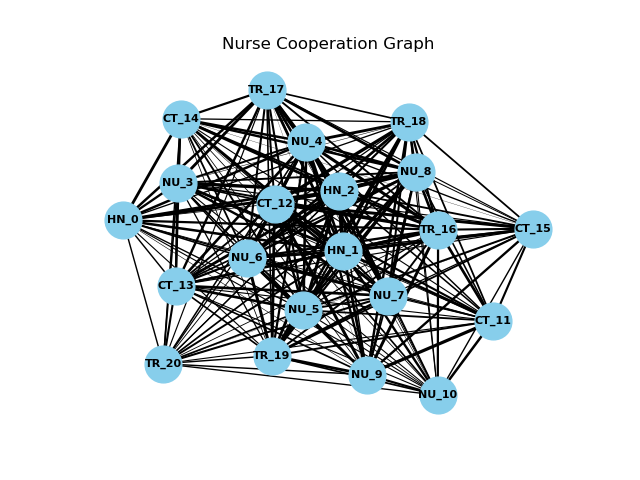 Nurse Cooperation Graph
TR_17
CT_14
TR_18
NU_4
NU_8
NU_3
HN_2
CT_12
HN_0
TR_16
CT_15
HN_1
NU_6
CT_13
NU_7
NU_5
CT_11
TR_19
TR_20
NU_9
NU_10